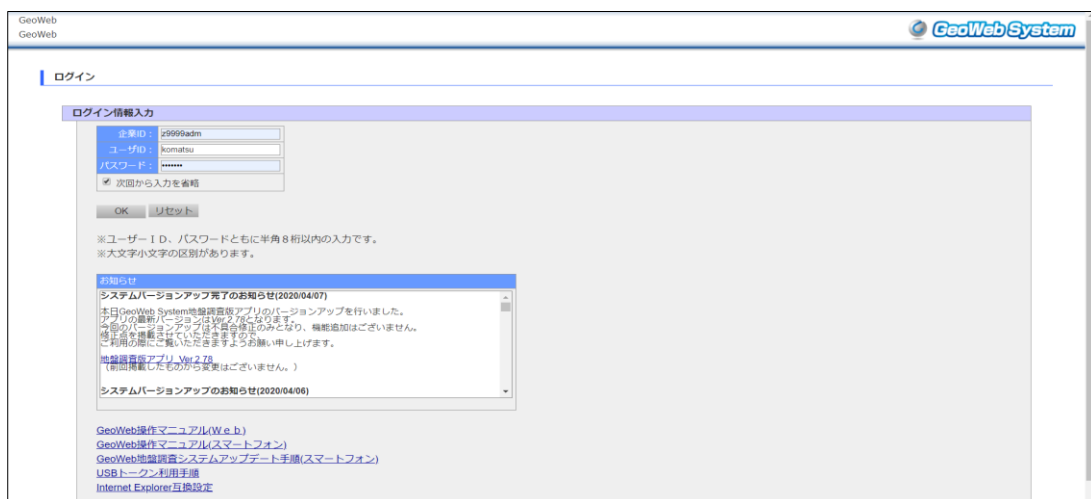 GeoWeb
GeoWeb
GeoWeb System
ログイン
ログイン情報入力
企業ID： z9999adm
ユーザID： komatsu
パスワード： •••••••
次回から入力を省略
OK リセット
※ユーザーＩＤ、パスワードともに半角８桁以内の入力です。
※大文字小文字の区別があります。
お知らせ
システムバージョンアップ完了のお知らせ(2020/04/07)
本日GeoWeb System地盤調査版アプリのバージョンアップを行いました。
アプリの最新バージョンはVer2.78となります。
今回のバージョンアップは不具合修正のみとなり、機能追加はございません。
修正点を掲載させていただきますので、
ご利用の際にご覧いただきますようお願い申し上げます。
地盤調査版アプリ_Ver2.78
（前回掲載したものから変更はございません。）
システムバージョンアップのお知らせ(2020/04/06)
GeoWeb操作マニュアル(Ｗｅｂ)
GeoWeb操作マニュアル(スマートフォン)
GeoWeb地盤調査システムアップデート手順(スマートフォン)
USBトークン利用手順
Internet Explorer互換設定